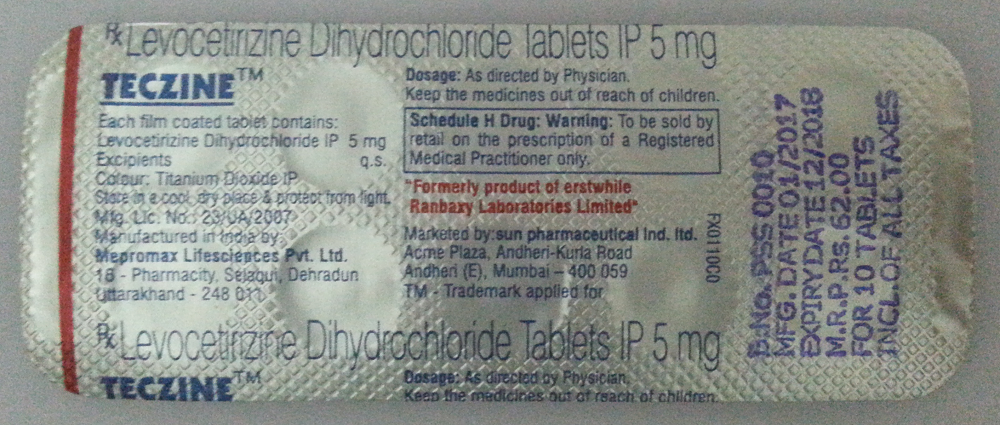 Rx Levocetirizine Dihydrochloride Tablets IP 5 mg
TECZINE™
Each film coated tablet contains:
Levocetirizine Dihydrochloride IP 5 mg
Excipients q.s.
Colour: Titanium Dioxide IP
Store in a cool, dry place & protect from light.
Mfg. Lic. No.: 23/UA/2007
Manufactured in India by:
Mepromax Lifesciences Pvt. Ltd.
16 - Pharmacity, Selaqui, Dehradun
Uttarakhand - 248 011
Dosage: As directed by Physician.
Keep the medicines out of reach of children.
Schedule H Drug: Warning: To be sold by
retail on the prescription of a Registered
Medical Practitioner only.
"Formerly product of erstwhile
Ranbaxy Laboratories Limited"
Marketed by: sun pharmaceutical ind. ltd.
Acme Plaza, Andheri-Kurla Road
Andheri (E), Mumbai – 400 059
TM - Trademark applied for
FX0110C0
B.No. PSS 0010
MFG. DATE 01/2017
EXPIRY DATE 12/2018
M.R.P. Rs. 62.00
FOR 10 TABLETS
INCL. OF ALL TAXES
Rx Levocetirizine Dihydrochloride Tablets IP 5 mg
TECZINE™
Dosage: As directed by Physician.
Keep the medicines out of reach of children.